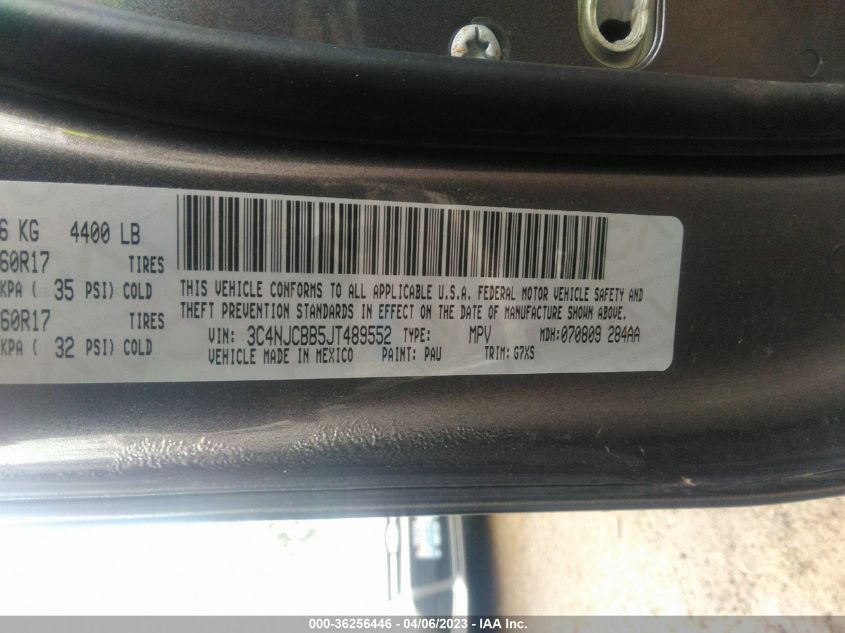 6 KG 4400 LB
60R17 TIRES
KPA ( 35 PSI) COLD
60R17 TIRES
KPA ( 32 PSI) COLD
THIS VEHICLE CONFORMS TO ALL APPLICABLE U.S.A. FEDERAL MOTOR VEHICLE SAFETY AND
THEFT PREVENTION STANDARDS IN EFFECT ON THE DATE OF MANUFACTURE SHOWN ABOVE.
VIN: 3C4NJCBB5JT489552 TYPE: MPV MDH: 070809 284AA
VEHICLE MADE IN MEXICO PAINT: PAU TRIM: G7XS
000-36256446 - 04/06/2023 - IAA Inc.